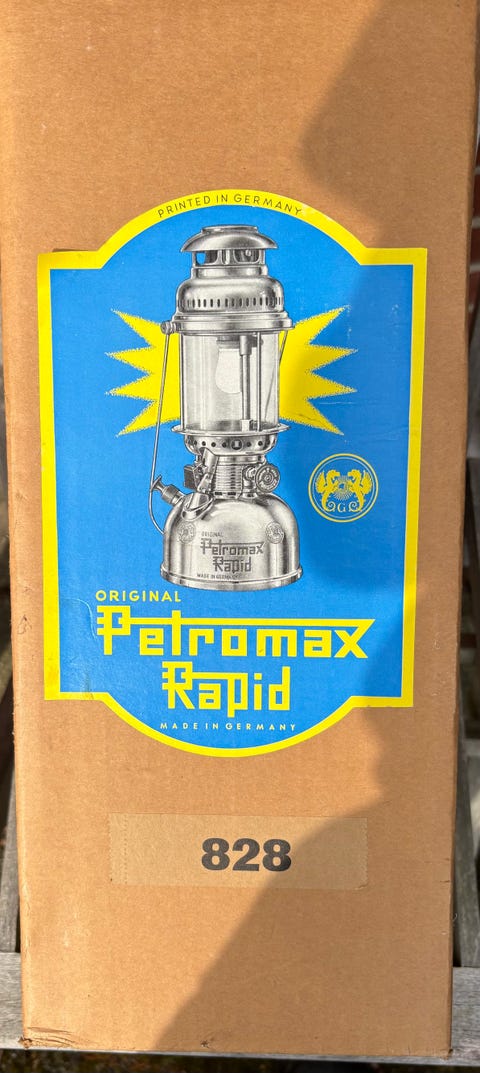 PRINTED IN GERMANY
G
ORIGINAL
Petromax
Rapid
MADE IN GERMANY
ORIGINAL
Petromax
Rapid
MADE IN GERMANY
828